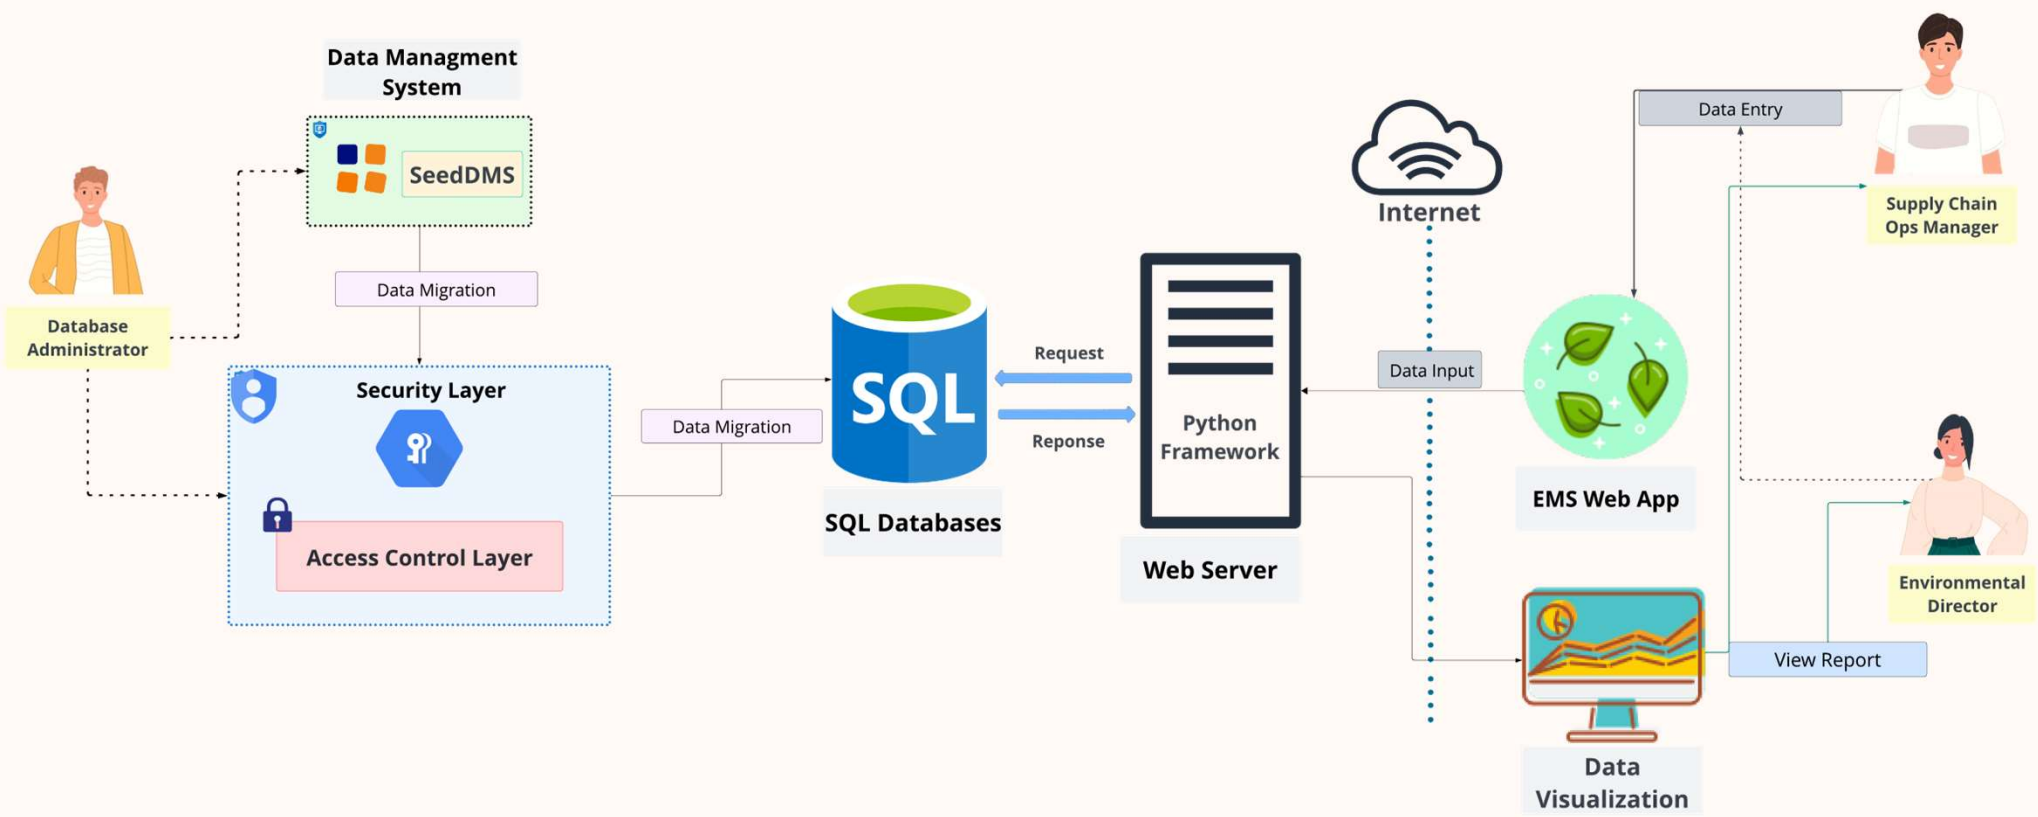 Data Managment
System
SeedDMS
Data Migration
Database
Administrator
Security Layer
Access Control Layer
Data Migration
SQL
SQL Databases
Request
Reponse
Python
Framework
Web Server
Internet
Data Input
Data Entry
Supply Chain
Ops Manager
EMS Web App
Environmental
Director
View Report
Data
Visualization